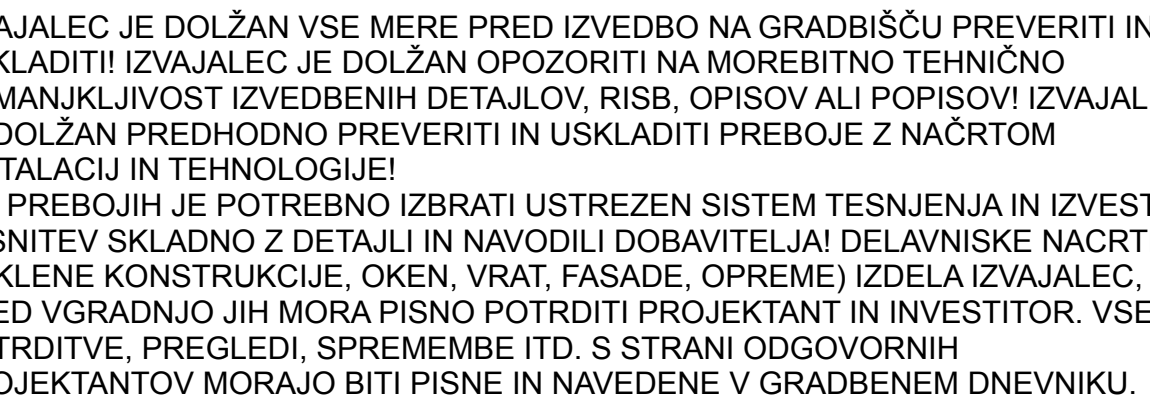 AJALEC JE DOLŽAN VSE MERE PRED IZVEDBO NA GRADBIŠČU PREVERITI IN
KLADITI! IZVAJALEC JE DOLŽAN OPOZORITI NA MOREBITNO TEHNIČNO
MANJKLJIVOST IZVEDBENIH DETAJLOV, RISB, OPISOV ALI POPISOV! IZVAJAL
DOLŽAN PREDHODNO PREVERITI IN USKLADITI PREBOJE Z NAČRTOM
TALACIJ IN TEHNOLOGIJE!
PREBOJIH JE POTREBNO IZBRATI USTREZEN SISTEM TESNJENJA IN IZVEST
SNITEV SKLADNO Z DETAJLI IN NAVODILI DOBAVITELJA! DELAVNISKE NACRT
KLENE KONSTRUKCIJE, OKEN, VRAT, FASADE, OPREME) IZDELA IZVAJALEC,
ED VGRADNJO JIH MORA PISNO POTRDITI PROJEKTANT IN INVESTITOR. VSE
TRDITVE, PREGLEDI, SPREMEMBE ITD. S STRANI ODGOVORNIH
OJEKTANTOV MORAJO BITI PISNE IN NAVEDENE V GRADBENEM DNEVNIKU.